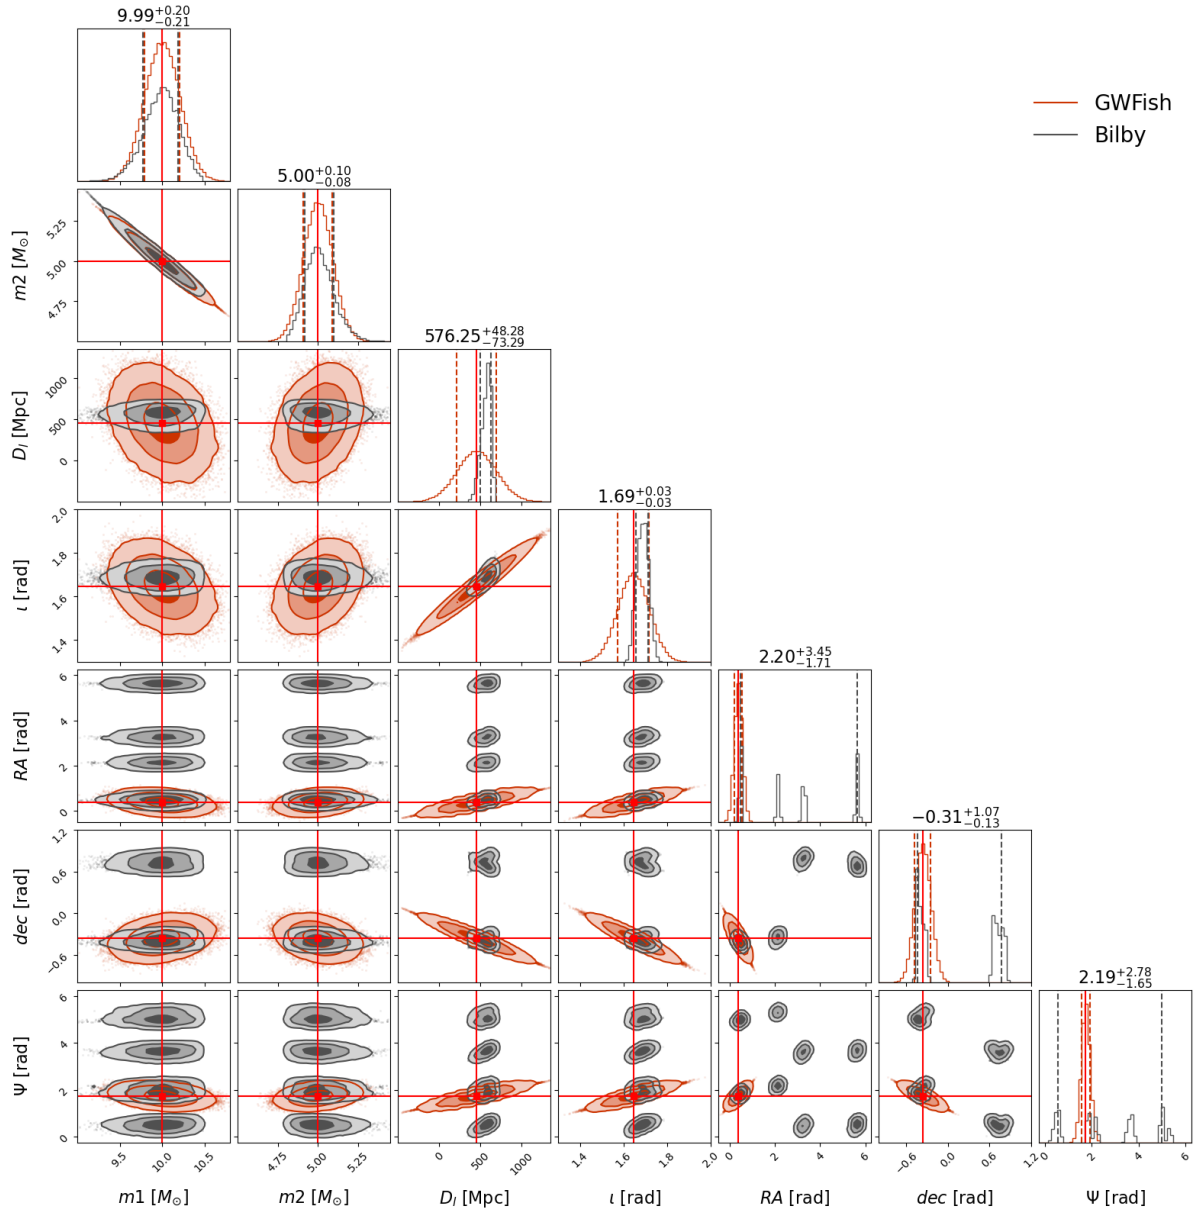 9.99+0.20−0.21
GWFish
Bilby
5.00+0.10−0.08
m2 [M⊙]
5.25
5.00
4.75
576.25+48.28−73.29
D_l [Mpc]
1000
500
0
1.69+0.03−0.03
ι [rad]
2.0
1.8
1.6
1.4
2.20+3.45−1.71
RA [rad]
6
4
2
0
−0.31+1.07−0.13
dec [rad]
1.2
0.6
0.0
−0.6
2.19+2.78−1.65
Ψ [rad]
6
4
2
0
9.5 10.0 10.5 4.75 5.00 5.25 0 500 1000 1.4 1.6 1.8 2.0 0 2 4 6 −0.6 0.0 0.6 1.2 0 2 4 6
m1 [M⊙] m2 [M⊙] D_l [Mpc] ι [rad] RA [rad] dec [rad] Ψ [rad]